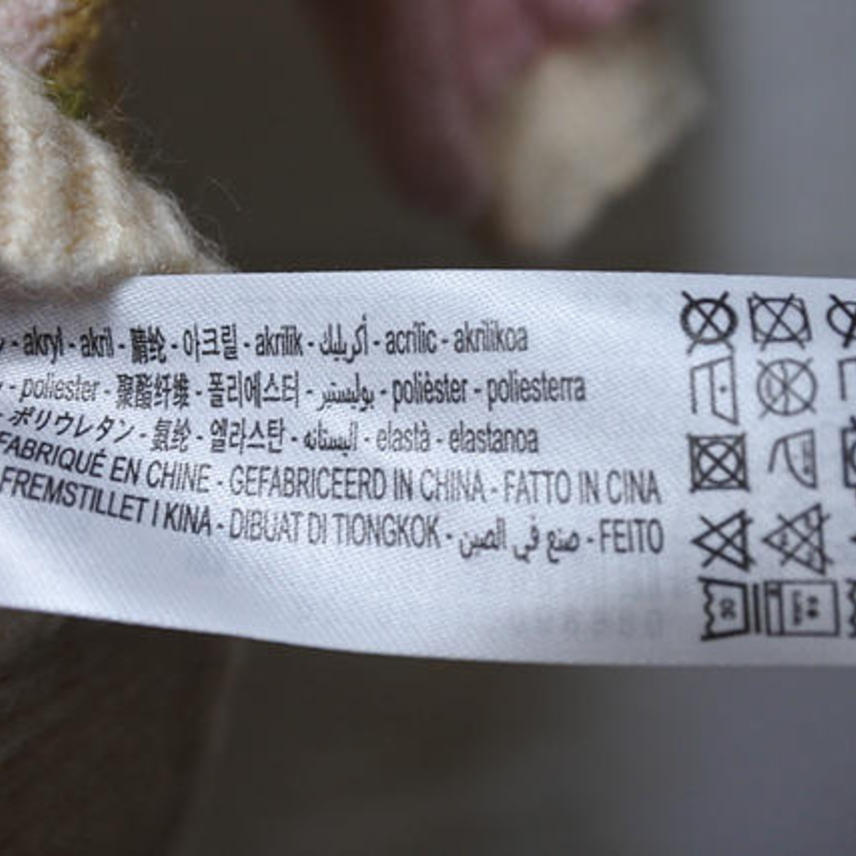 - akryl - akril - 腈纶 - 아크릴 - akrilik - أكريليك - acrílic - akrilikoa
- poliester - 聚酯纤维 - 폴리에스터 - بوليستير - polièster - poliesterra
- ポリウレタン - 氨纶 - 엘라스탄 - اليستانه - elastà - elastanoa
FABRIQUÉ EN CHINE - GEFABRICEERD IN CHINA - FATTO IN CINA
FREMSTILLET I KINA - DIBUAT DI TIONGKOK - صنع في الصين - FEITO